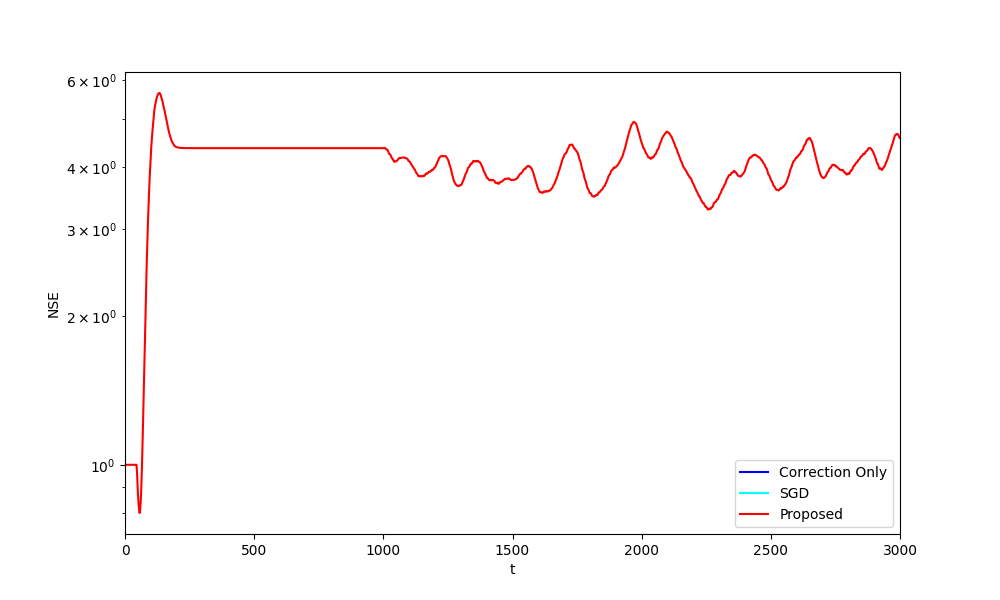 6 × 10⁰
4 × 10⁰
3 × 10⁰
2 × 10⁰
10⁰
NSE
Correction Only
SGD
Proposed
0 500 1000 1500 2000 2500 3000
t